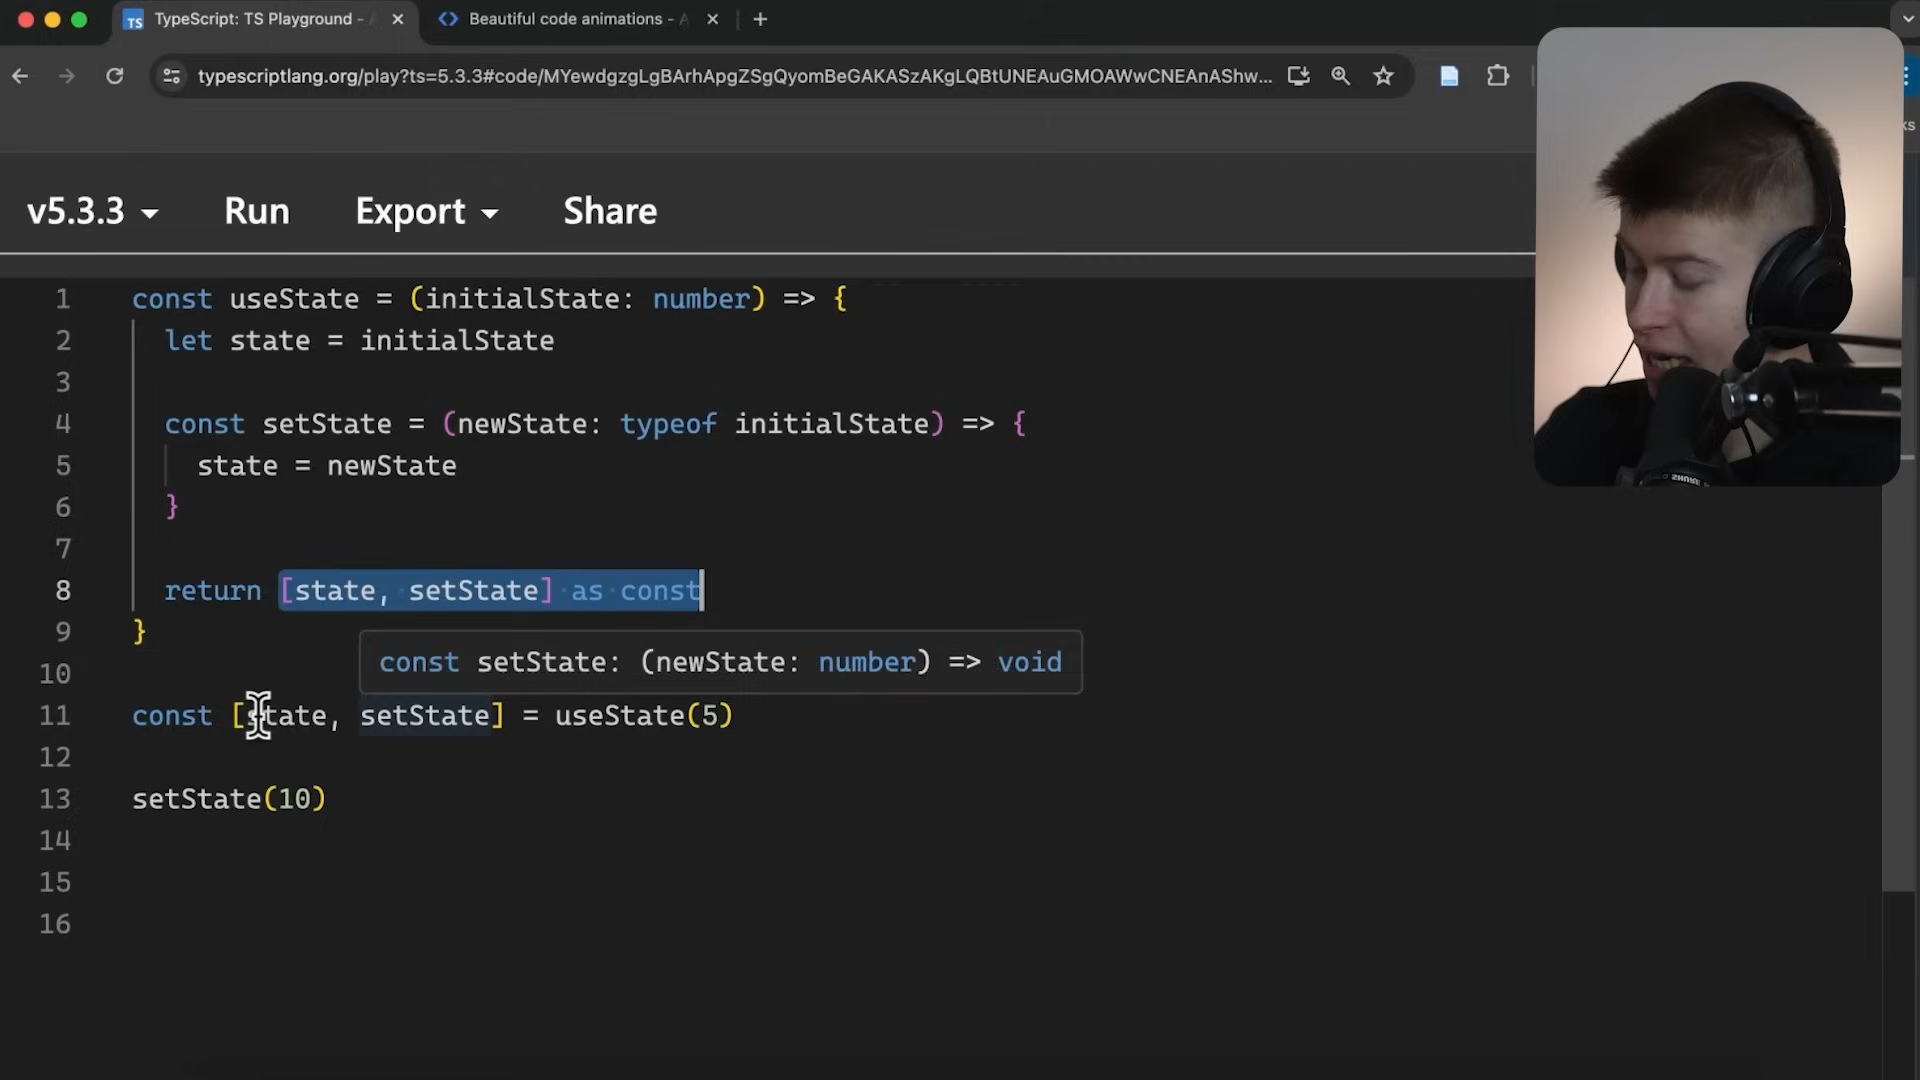 TypeScript: TS Playground -
Beautiful code animations -
typescriptlang.org/play?ts=5.3.3#code/MYewdgzgLgBArhApgZSgQyomBeGAKASzAKgLQBtUNEAuGMOAWwCNEAnAShw...
ks
v5.3.3 Run Export Share
1 const useState = (initialState: number) => {
2 let state = initialState
3
4 const setState = (newState: typeof initialState) => {
5 state = newState
6 }
7
8 return [state, setState] as const
9 }
const setState: (newState: number) => void
10
11 const [state, setState] = useState(5)
12
13 setState(10)
14
15
16
SHURE